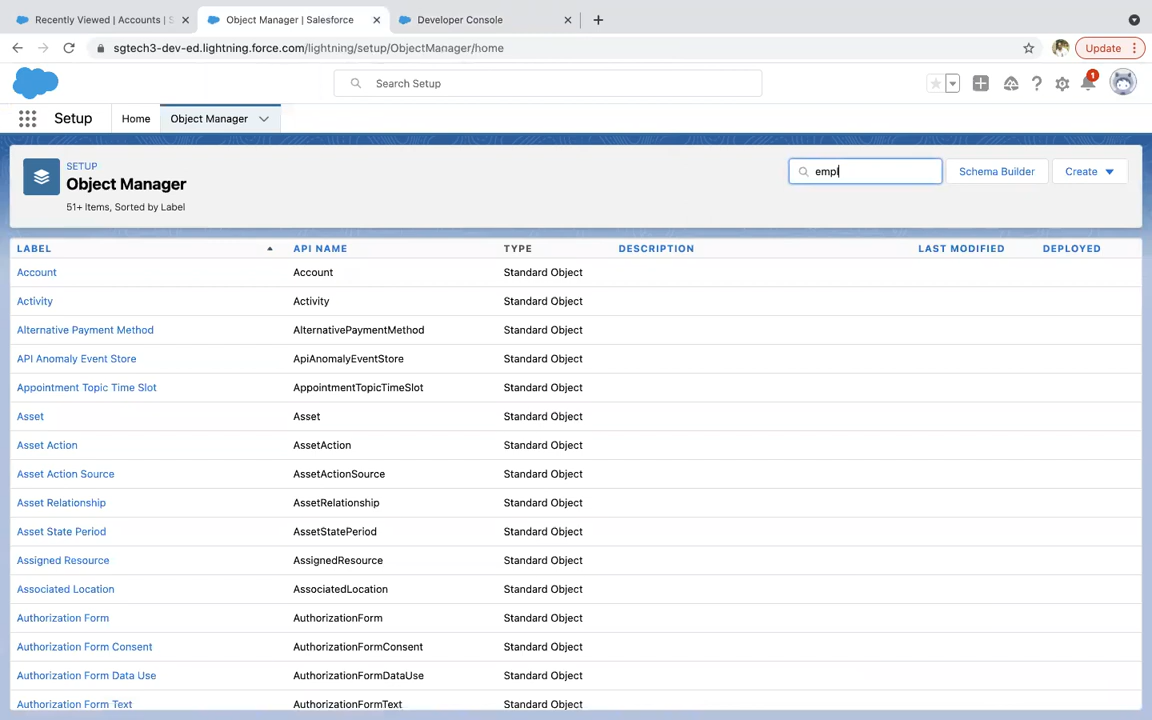 Recently Viewed | Accounts | S
Object Manager | Salesforce
Developer Console
sgtech3-dev-ed.lightning.force.com/lightning/setup/ObjectManager/home
Update
Search Setup
1
Setup
Home
Object Manager
SETUP
Object Manager
51+ Items, Sorted by Label
empl
Schema Builder
Create
LABEL API NAME TYPE DESCRIPTION LAST MODIFIED DEPLOYED
Account Account Standard Object
Activity Activity Standard Object
Alternative Payment Method AlternativePaymentMethod Standard Object
API Anomaly Event Store ApiAnomalyEventStore Standard Object
Appointment Topic Time Slot AppointmentTopicTimeSlot Standard Object
Asset Asset Standard Object
Asset Action AssetAction Standard Object
Asset Action Source AssetActionSource Standard Object
Asset Relationship AssetRelationship Standard Object
Asset State Period AssetStatePeriod Standard Object
Assigned Resource AssignedResource Standard Object
Associated Location AssociatedLocation Standard Object
Authorization Form AuthorizationForm Standard Object
Authorization Form Consent AuthorizationFormConsent Standard Object
Authorization Form Data Use AuthorizationFormDataUse Standard Object
Authorization Form Text AuthorizationFormText Standard Object